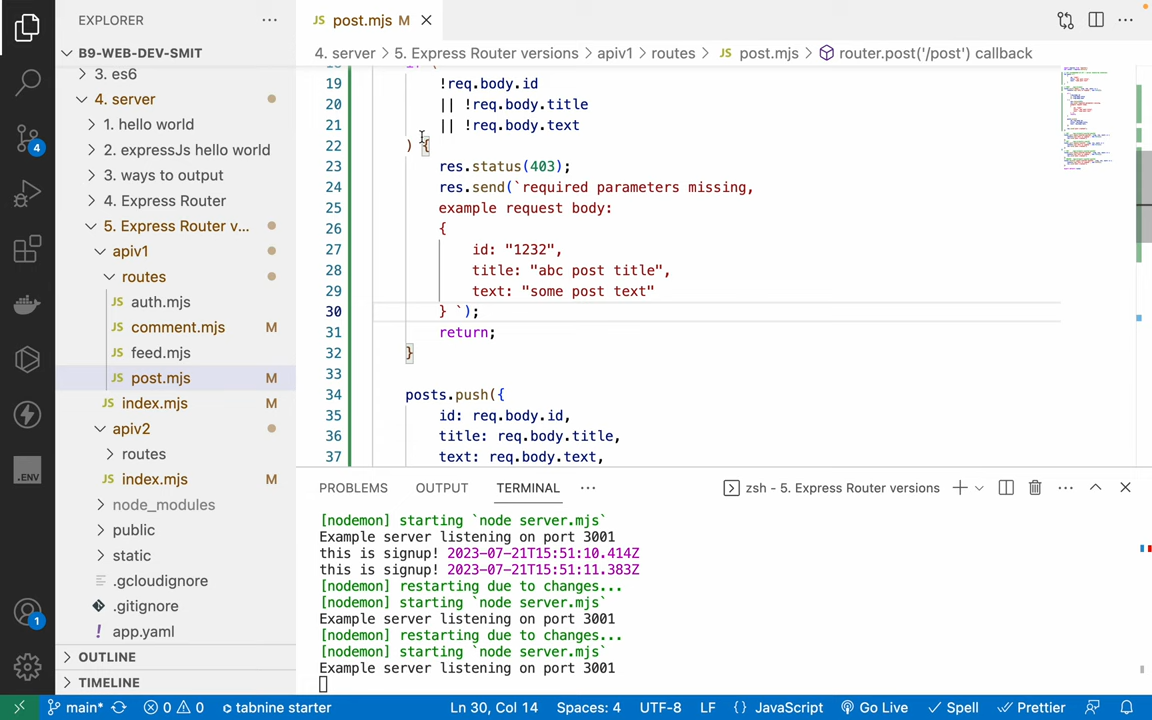 EXPLORER
post.mjs M
B9-WEB-DEV-SMIT
4. server > 5. Express Router versions > apiv1 > routes > JS post.mjs > router.post('/post') callback
3. es6
4. server
1. hello world
2. expressJs hello world
3. ways to output
4. Express Router
5. Express Router v...
apiv1
routes
JS auth.mjs
JS comment.mjs M
JS feed.mjs
JS post.mjs M
JS index.mjs M
apiv2
routes
JS index.mjs M
node_modules
public
static
.gcloudignore
.gitignore
! app.yaml
OUTLINE
TIMELINE
19 !req.body.id
20 || !req.body.title
21 || !req.body.text
22 ) {
23 res.status(403);
24 res.send(`required parameters missing,
25 example request body:
26 {
27 id: "1232",
28 title: "abc post title",
29 text: "some post text"
30 } `);
31 return;
32 }
33
34 posts.push({
35 id: req.body.id,
36 title: req.body.title,
37 text: req.body.text,
PROBLEMS OUTPUT TERMINAL ··· zsh - 5. Express Router versions
[nodemon] starting `node server.mjs`
Example server listening on port 3001
this is signup! 2023-07-21T15:51:10.414Z
this is signup! 2023-07-21T15:51:11.383Z
[nodemon] restarting due to changes...
[nodemon] starting `node server.mjs`
Example server listening on port 3001
[nodemon] restarting due to changes...
[nodemon] starting `node server.mjs`
Example server listening on port 3001
4
.ENV
1
main* 0 0 tabnine starter Ln 30, Col 14 Spaces: 4 UTF-8 LF {} JavaScript Go Live Spell Prettier